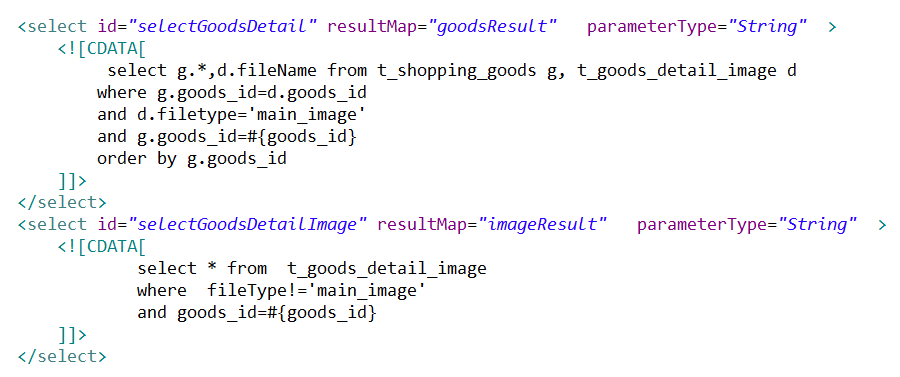 <select id="selectGoodsDetail" resultMap="goodsResult"   parameterType="String"  >
    <![CDATA[
         select g.*,d.fileName from t_shopping_goods g, t_goods_detail_image d
        where g.goods_id=d.goods_id
        and d.filetype='main_image'
        and g.goods_id=#{goods_id}
        order by g.goods_id
    ]]>
</select>
<select id="selectGoodsDetailImage" resultMap="imageResult"   parameterType="String"  >
    <![CDATA[
            select * from  t_goods_detail_image
            where  fileType!='main_image'
            and goods_id=#{goods_id}
    ]]>
</select>